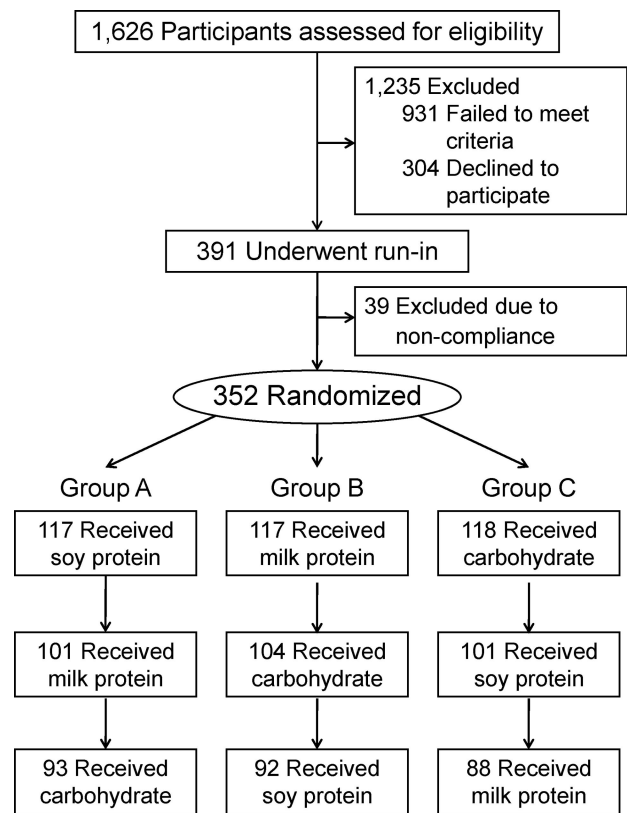 1,626 Participants assessed for eligibility
1,235 Excluded
931 Failed to meet
criteria
304 Declined to
participate
391 Underwent run-in
39 Excluded due to
non-compliance
352 Randomized
Group A
Group B
Group C
117 Received
soy protein
117 Received
milk protein
118 Received
carbohydrate
101 Received
milk protein
104 Received
carbohydrate
101 Received
soy protein
93 Received
carbohydrate
92 Received
soy protein
88 Received
milk protein